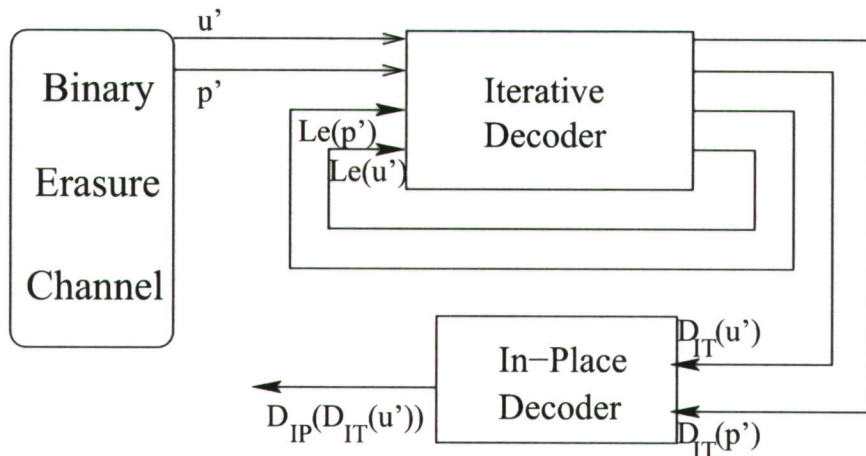 u'
p'
Binary
Erasure
Channel
Iterative
Decoder
Le(p')
Le(u')
In-Place
Decoder
D_IT(u')
D_IT(p')
D_IP(D_IT(u'))